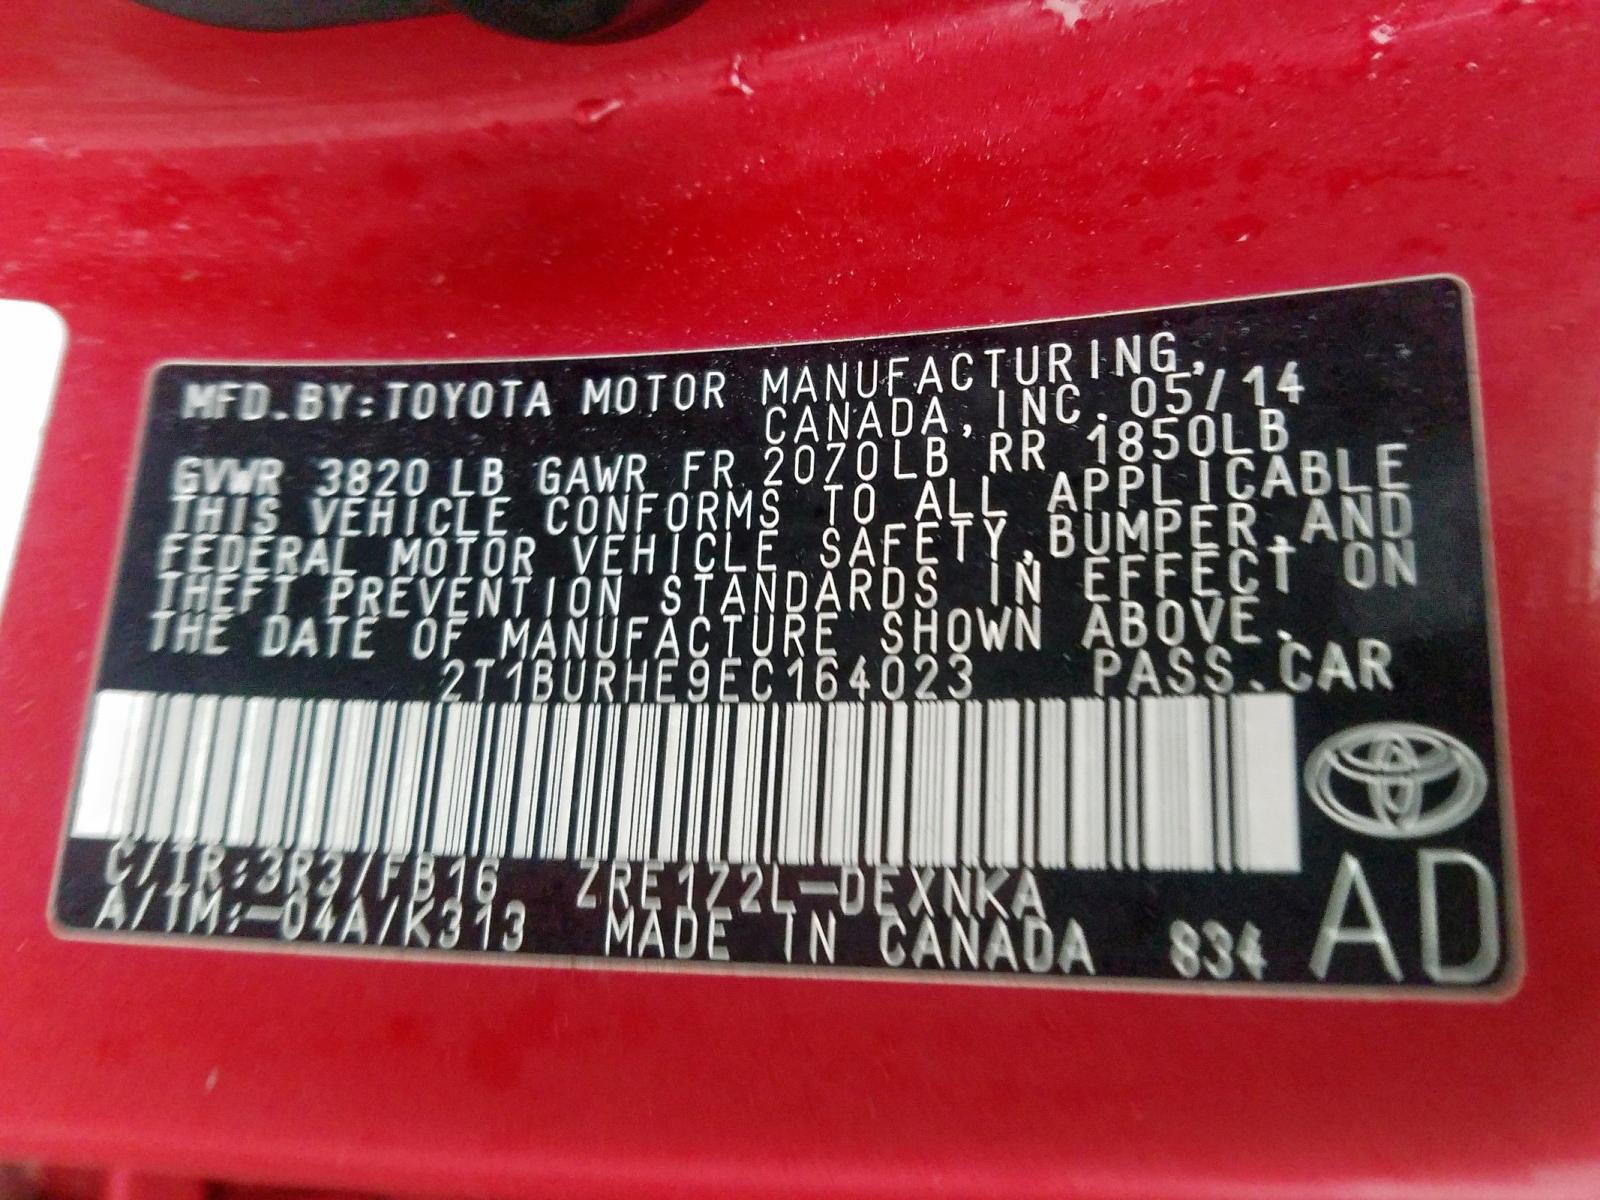 MFD.BY:TOYOTA MOTOR MANUFACTURING,
CANADA, INC. 05/14
GVWR 3820 LB GAWR FR 2070LB RR 1850LB
THIS VEHICLE CONFORMS TO ALL APPLICABLE
FEDERAL MOTOR VEHICLE SAFETY,BUMPER,AND
THEFT PREVENTION STANDARDS IN EFFECT ON
THE DATE OF MANUFACTURE SHOWN ABOVE.
2T1BURHE9EC164023 PASS.CAR
C/TR:3R3/FB16 ZRE172L-DEXNKA
A/TM:-04A/K313 MADE IN CANADA 834
AD